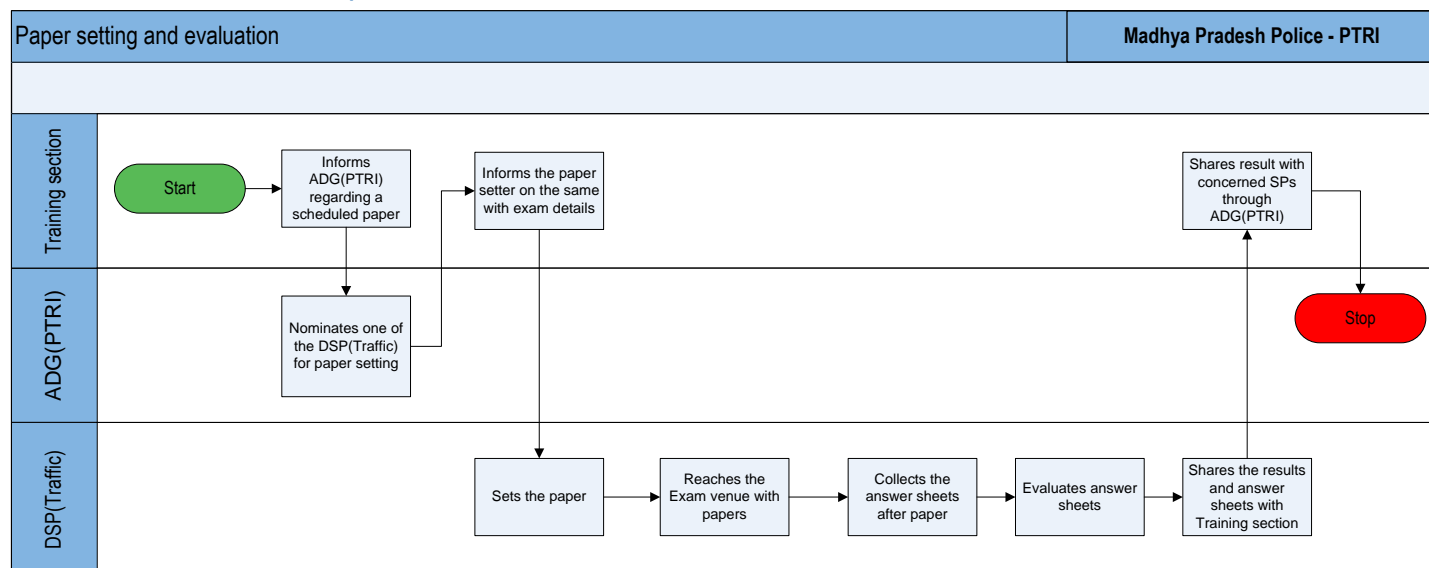 Paper setting and evaluation
Madhya Pradesh Police - PTRI
Training section
Start
Informs
ADG(PTRI)
regarding a
scheduled paper
Informs the paper
setter on the same
with exam details
Shares result with
concerned SPs
through
ADG(PTRI)
ADG(PTRI)
Nominates one of
the DSP(Traffic)
for paper setting
Stop
DSP(Traffic)
Sets the paper
Reaches the
Exam venue with
papers
Collects the
answer sheets
after paper
Evaluates answer
sheets
Shares the results
and answer
sheets with
Training section